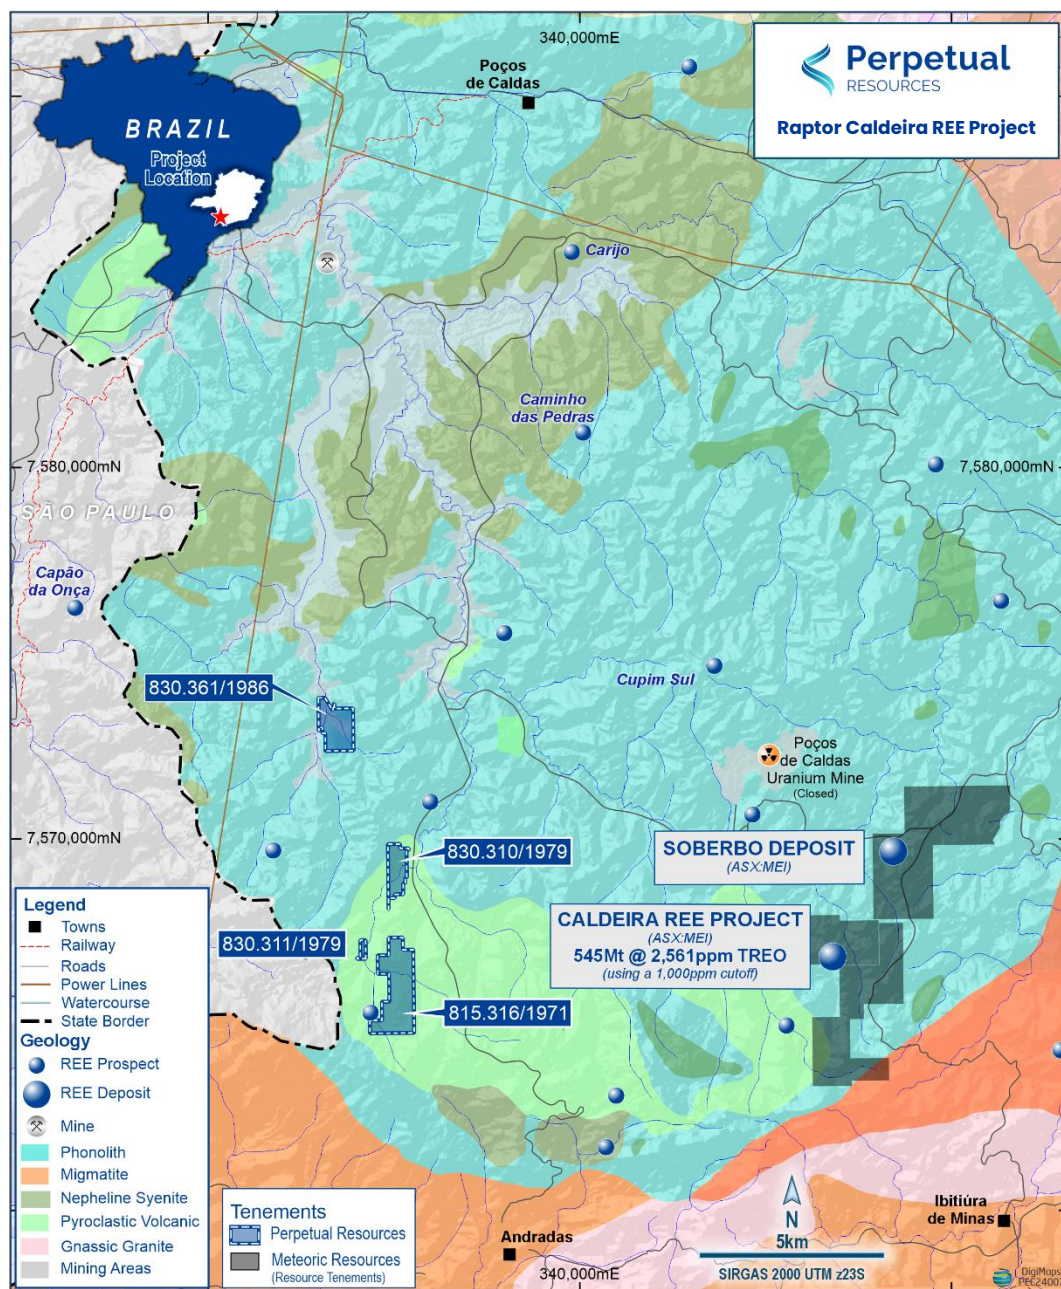 340,000mE
Poços
de Caldas
Perpetual
RESOURCES
Raptor Caldeira REE Project
BRAZIL
Project
Location
Carijo
Caminho
das Pedras
7,580,000mN
7,580,000mN
SÃO PAULO
Capão
da Onça
830.361/1986
Cupim Sul
Poços
de Caldas
Uranium Mine
(Closed)
7,570,000mN
830.310/1979
SOBERBO DEPOSIT
(ASX:MEI)
830.311/1979
CALDEIRA REE PROJECT
(ASX:MEI)
545Mt @ 2,561ppm TREO
(using a 1,000ppm cutoff)
815.316/1971
Legend
Towns
Railway
Roads
Power Lines
Watercourse
State Border
Geology
REE Prospect
REE Deposit
Mine
Phonolith
Migmatite
Nepheline Syenite
Pyroclastic Volcanic
Gnassic Granite
Mining Areas
Tenements
Perpetual Resources
Meteoric Resources
(Resource Tenements)
Andradas
Ibitiúra
de Minas
N
5km
340,000mE
SIRGAS 2000 UTM z23S
DigiMaps
PEC24007